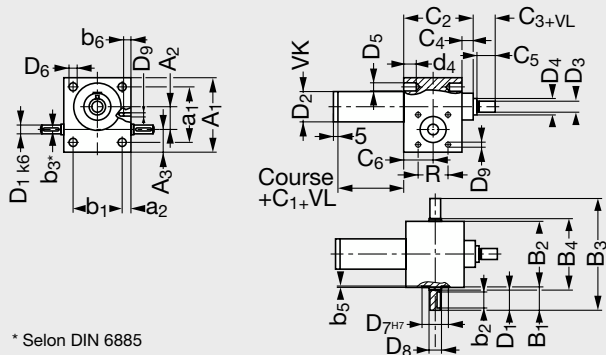 b6
D9
A2
D6
a1
A1
D1 k6
b3*
A3
b1
a2
C2
C3+VL
C4
C5
D5
d4
D4
D3
VK
D2
5
C6
R
D9
Course
+C1+VL
B2
B4
B3
b5
D7H7
D8
b2
D1
B1
* Selon DIN 6885